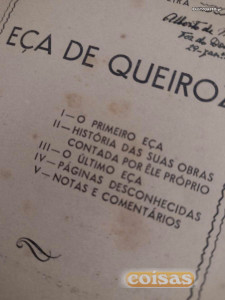 EÇA DE QUEIROZ
I—O PRIMEIRO EÇA
II—HISTÓRIA DAS SUAS OBRAS
CONTADA POR ÊLE PRÓPRIO
III—O ÚLTIMO EÇA
IV—PÁGINAS DESCONHECIDAS
V—NOTAS E COMENTÁRIOS
coisas